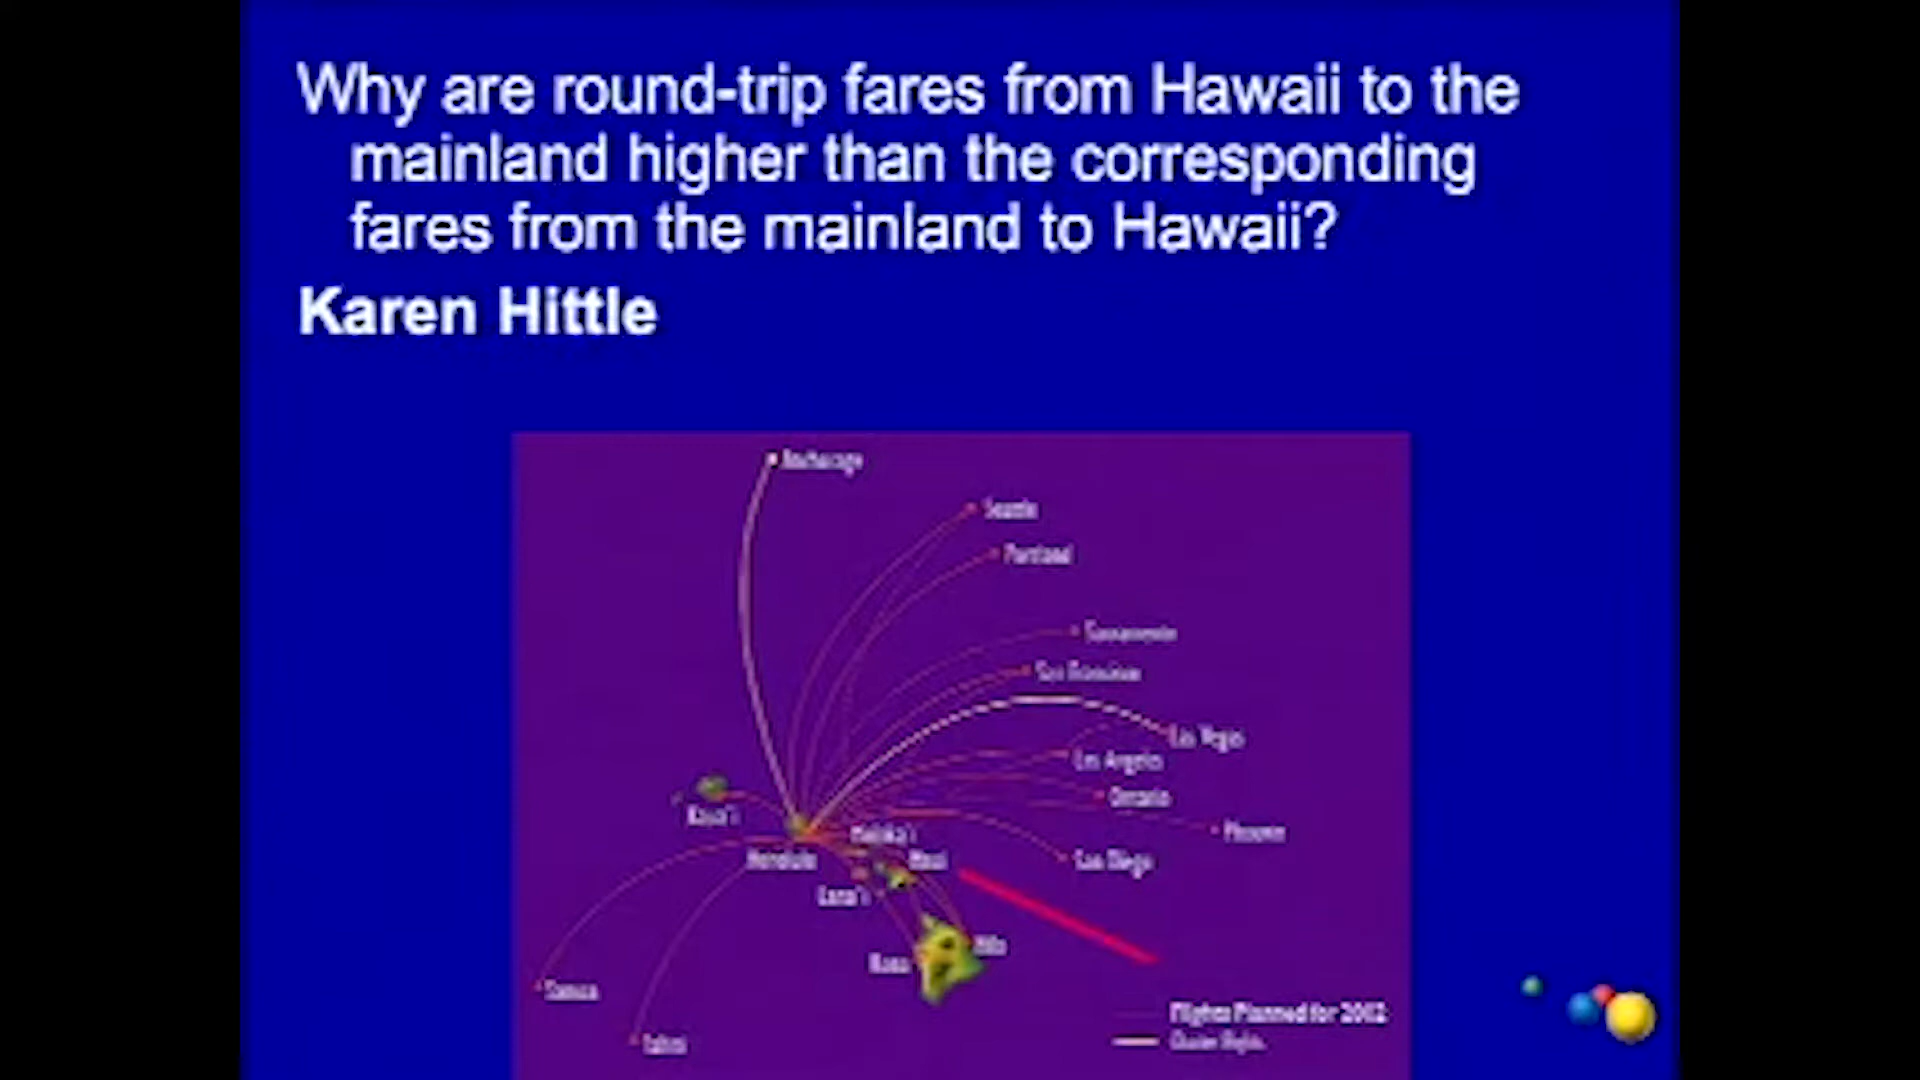 Why are round-trip fares from Hawaii to the
mainland higher than the corresponding
fares from the mainland to Hawaii?
Karen Hittle
Anchorage
Seattle
Portland
Sacramento
San Francisco
Las Vegas
Los Angeles
Ontario
Phoenix
San Diego
Kaua'i
Moloka'i
Honolulu
Maui
Lana'i
Hilo
Kona
Samoa
Tahiti
Flights Planned for 2002
Charter Flights